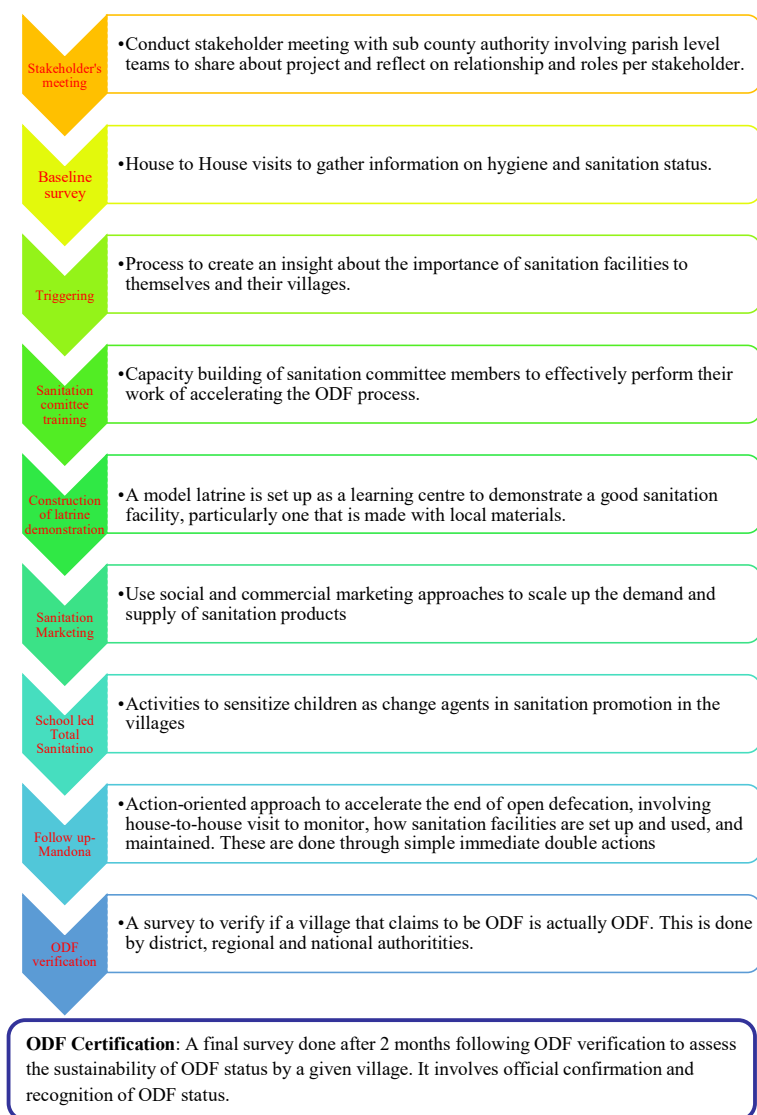 Stakeholder's
meeting
•Conduct stakeholder meeting with sub county authority involving parish level
teams to share about project and reflect on relationship and roles per stakeholder.
Baseline
survey
•House to House visits to gather information on hygiene and sanitation status.
Triggering
•Process to create an insight about the importance of sanitation facilities to
themselves and their villages.
Sanitation
comittee
training
•Capacity building of sanitation committee members to effectively perform their
work of accelerating the ODF process.
Construction
of latrine
demonstration
•A model latrine is set up as a learning centre to demonstrate a good sanitation
facility, particularly one that is made with local materials.
Sanitation
Marketing
•Use social and commercial marketing approaches to scale up the demand and
supply of sanitation products
School led
Total
Sanitatino
•Activities to sensitize children as change agents in sanitation promotion in the
villages
Follow up-
Mandona
•Action-oriented approach to accelerate the end of open defecation, involving
house-to-house visit to monitor, how sanitation facilities are set up and used, and
maintained. These are done through simple immediate double actions
ODF
verification
•A survey to verify if a village that claims to be ODF is actually ODF. This is done
by district, regional and national authoritities.
ODF Certification: A final survey done after 2 months following ODF verification to assess
the sustainability of ODF status by a given village. It involves official confirmation and
recognition of ODF status.